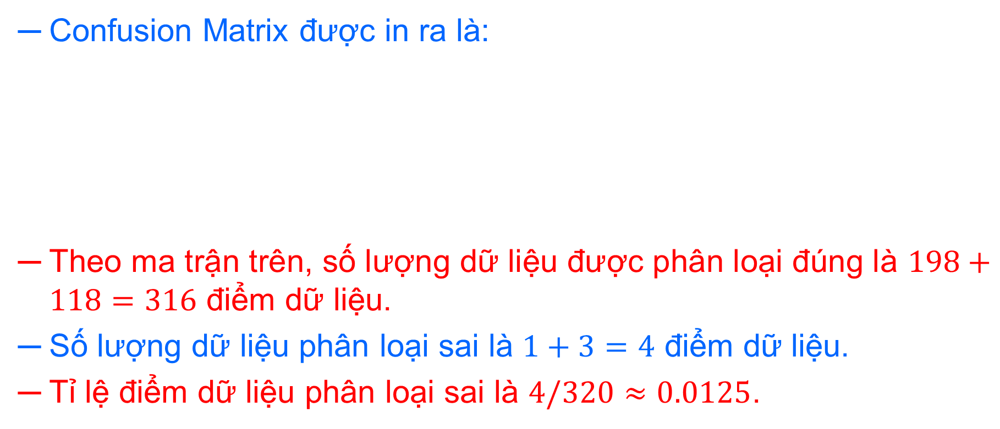 — Confusion Matrix được in ra là:
— Theo ma trận trên, số lượng dữ liệu được phân loại đúng là 198 +
118 = 316 điểm dữ liệu.
— Số lượng dữ liệu phân loại sai là 1 + 3 = 4 điểm dữ liệu.
— Tỉ lệ điểm dữ liệu phân loại sai là 4/320 ≈ 0.0125.